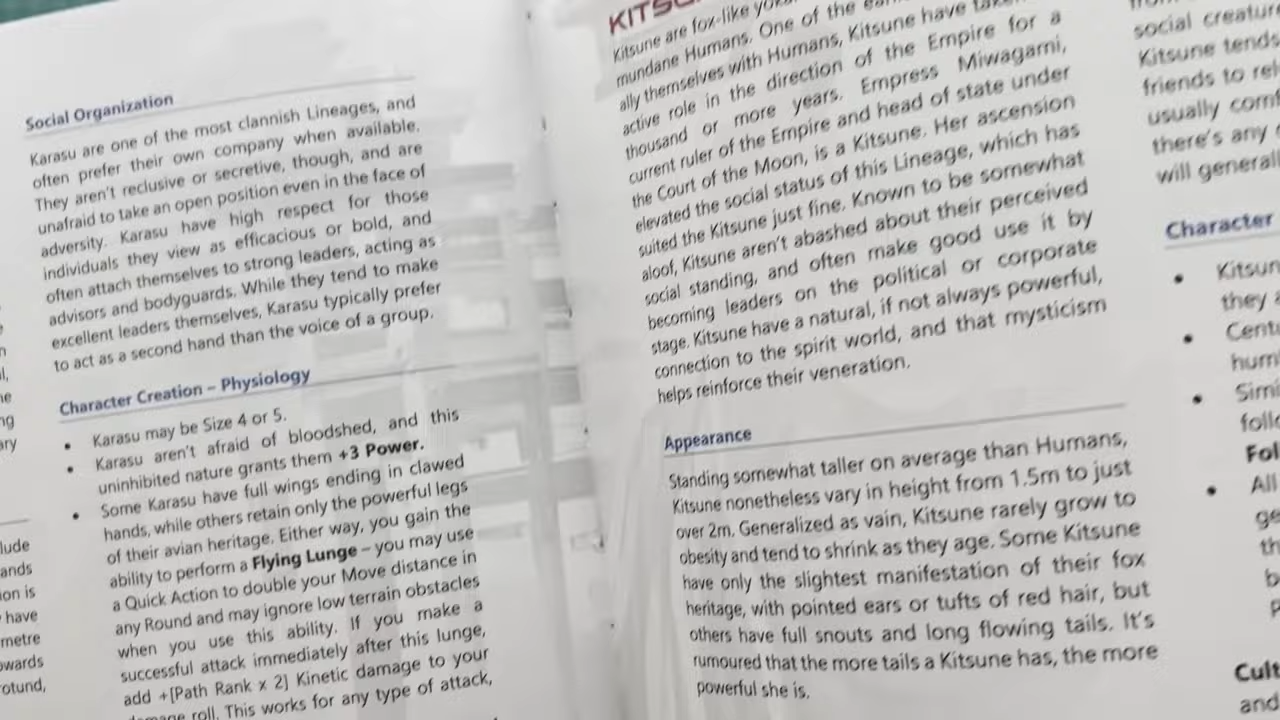 Social Organization
Karasu are one of the most clannish Lineages, and
often prefer their own company when available.
They aren't reclusive or secretive, though, and are
unafraid to take an open position even in the face of
adversity. Karasu have high respect for those
individuals they view as efficacious or bold, and
often attach themselves to strong leaders, acting as
advisors and bodyguards. While they tend to make
excellent leaders themselves, Karasu typically prefer
to act as a second hand than the voice of a group.
Character Creation – Physiology
• Karasu may be Size 4 or 5.
• Karasu aren't afraid of bloodshed, and this
uninhibited nature grants them +3 Power.
• Some Karasu have full wings ending in clawed
hands, while others retain only the powerful legs
of their avian heritage. Either way, you gain the
ability to perform a Flying Lunge – you may use
a Quick Action to double your Move distance in
any Round and may ignore low terrain obstacles
when you use this ability. If you make a
successful attack immediately after this lunge,
add +[Path Rank x 2] Kinetic damage to your
damage roll. This works for any type of attack,
Kitsune are fox-like
mundane Humans. One of the
ally themselves with Humans, Kitsune have
active role in the direction of the Empire for a
thousand or more years. Empress Miwagami,
current ruler of the Empire and head of state under
the Court of the Moon, is a Kitsune. Her ascension
elevated the social status of this Lineage, which has
suited the Kitsune just fine. Known to be somewhat
aloof, Kitsune aren't abashed about their perceived
social standing, and often make good use it by
becoming leaders on the political or corporate
stage. Kitsune have a natural, if not always powerful,
connection to the spirit world, and that mysticism
helps reinforce their veneration.
Appearance
Standing somewhat taller on average than Humans,
Kitsune nonetheless vary in height from 1.5m to just
over 2m. Generalized as vain, Kitsune rarely grow to
obesity and tend to shrink as they age. Some Kitsune
have only the slightest manifestation of their fox
heritage, with pointed ears or tufts of red hair, but
others have full snouts and long flowing tails. It's
rumoured that the more tails a Kitsune has, the more
powerful she is.
social
Kitsune tends
friends to
usually
there's any
will
Character
•
they
•
•
• All
and